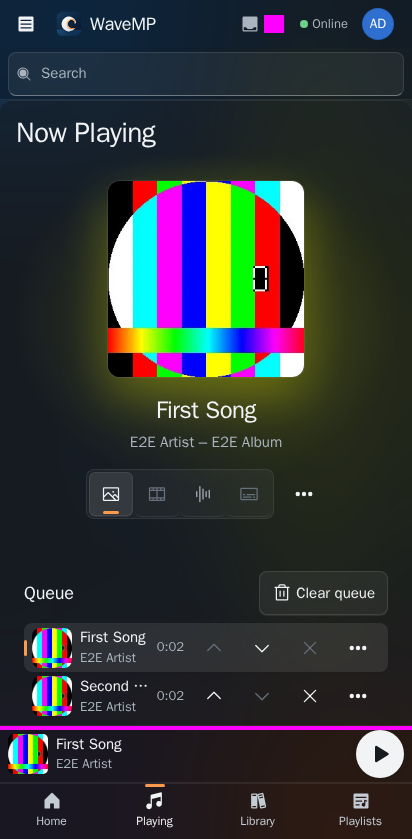 WaveMP
Online
AD
Search
Now Playing
First Song
E2E Artist – E2E Album
Queue
Clear queue
First Song
E2E Artist
0:02
Second ···
E2E Artist
0:02
First Song
E2E Artist
Home
Playing
Library
Playlists